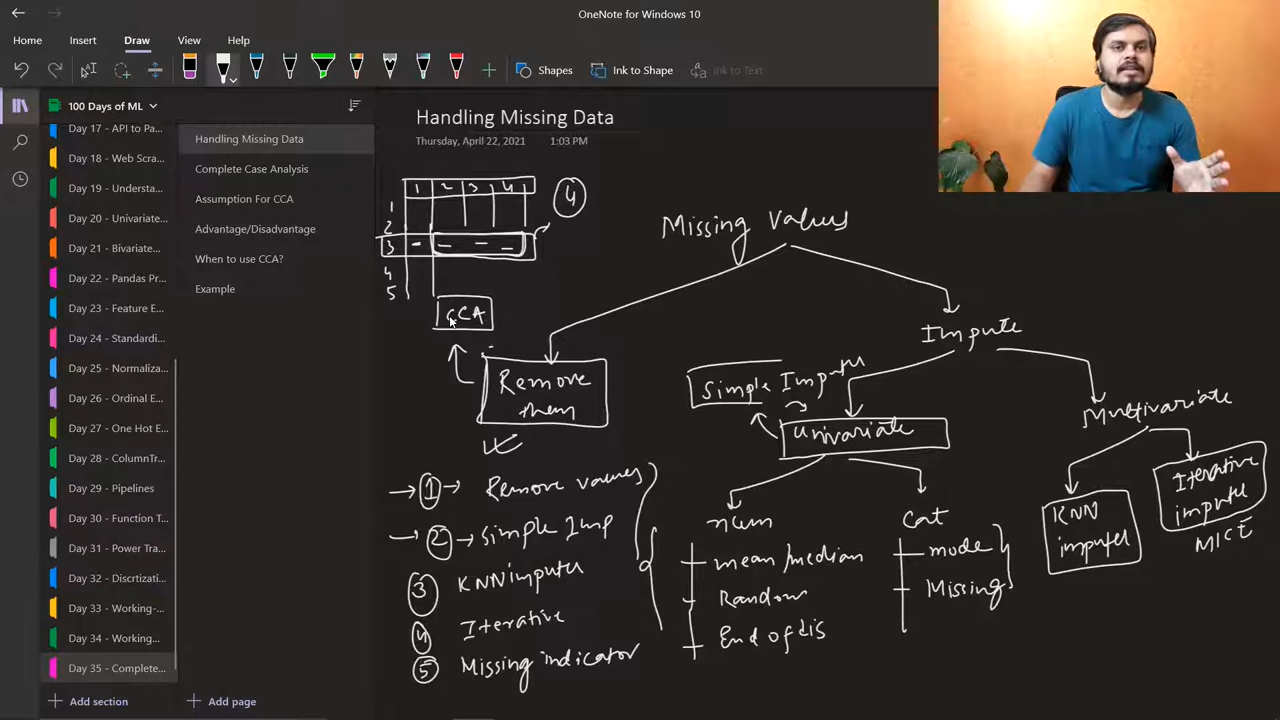 OneNote for Windows 10
Home Insert Draw View Help
Shapes Ink to Shape Ink to Text
100 Days of ML
Day 17 - API to Pa...
Day 18 - Web Scra...
Day 19 - Understa...
Day 20 - Univariate...
Day 21 - Bivariate...
Day 22 - Pandas Pr...
Day 23 - Feature E...
Day 24 - Standardi...
Day 25 - Normaliza...
Day 26 - Ordinal E...
Day 27 - One Hot E...
Day 28 - ColumnTr...
Day 29 - Pipelines
Day 30 - Function T...
Day 31 - Power Tra...
Day 32 - Discrtizati...
Day 33 - Working-...
Day 34 - Working...
Day 35 - Complete...
Add section
Handling Missing Data
Complete Case Analysis
Assumption For CCA
Advantage/Disadvantage
When to use CCA?
Example
Add page
Handling Missing Data
Thursday, April 22, 2021 1:03 PM
1 2 3 4
1
2
3
4
5
4
CCA
Missing Values
Remove
them
Impute
Simple Imputer
Univariate
Multivariate
num
mean/median
Random
End of dis
Cat
mode
Missing
KNN
imputer
Iterative
imputer
MICE
1 Remove values
2 Simple Imp
3 KNN imputer
4 Iterative
5 Missing indicator